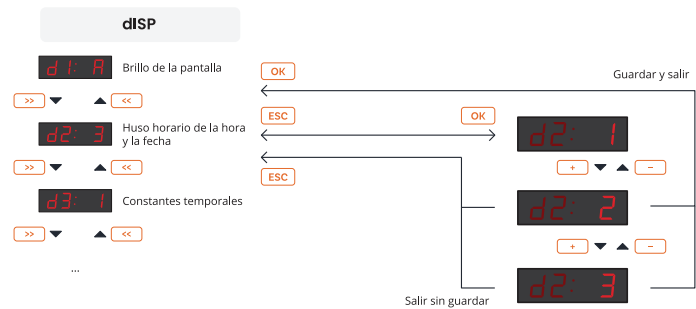 dISP
d1: A
Brillo de la pantalla
OK
Guardar y salir
>>
<<
ESC
OK
d2: 3
Huso horario de la hora
y la fecha
d2: 1
>>
<<
ESC
+
−
d3: 1
Constantes temporales
d2: 2
>>
<<
+
−
...
d2: 3
Salir sin guardar